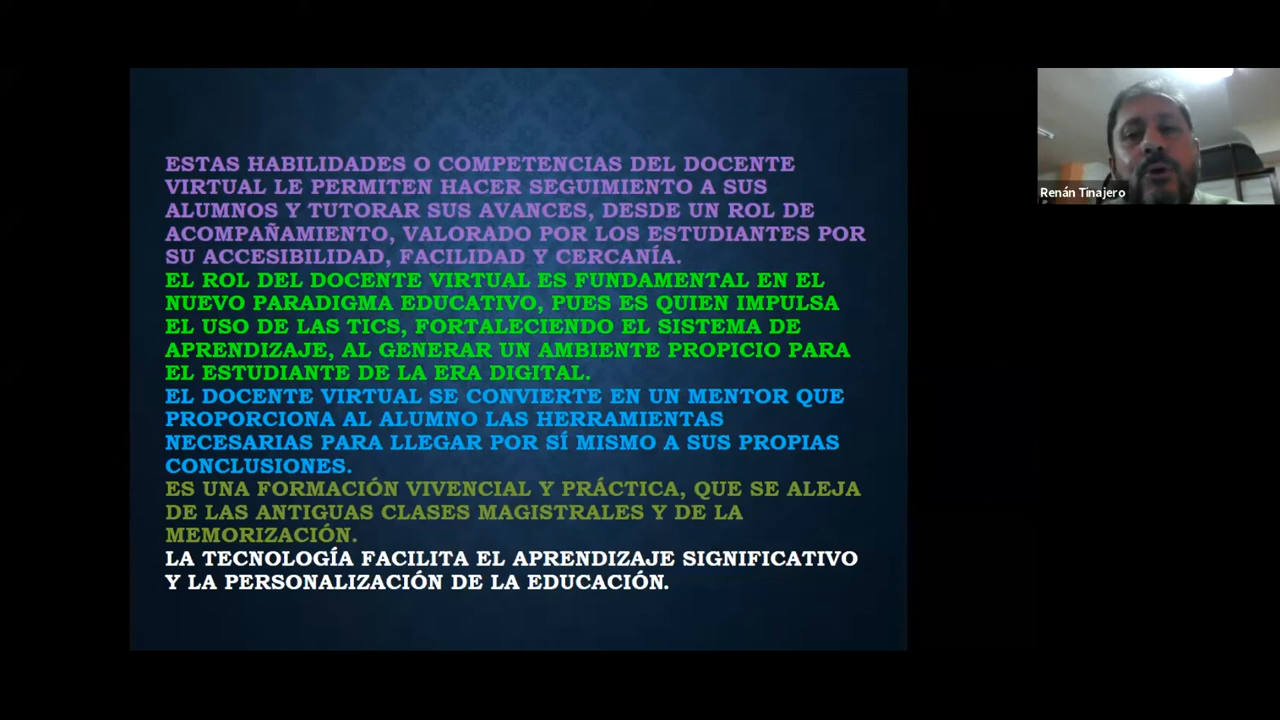 ESTAS HABILIDADES O COMPETENCIAS DEL DOCENTE
VIRTUAL LE PERMITEN HACER SEGUIMIENTO A SUS
ALUMNOS Y TUTORAR SUS AVANCES, DESDE UN ROL DE
ACOMPAÑAMIENTO, VALORADO POR LOS ESTUDIANTES POR
SU ACCESIBILIDAD, FACILIDAD Y CERCANÍA.
EL ROL DEL DOCENTE VIRTUAL ES FUNDAMENTAL EN EL
NUEVO PARADIGMA EDUCATIVO, PUES ES QUIEN IMPULSA
EL USO DE LAS TICS, FORTALECIENDO EL SISTEMA DE
APRENDIZAJE, AL GENERAR UN AMBIENTE PROPICIO PARA
EL ESTUDIANTE DE LA ERA DIGITAL.
EL DOCENTE VIRTUAL SE CONVIERTE EN UN MENTOR QUE
PROPORCIONA AL ALUMNO LAS HERRAMIENTAS
NECESARIAS PARA LLEGAR POR SÍ MISMO A SUS PROPIAS
CONCLUSIONES.
ES UNA FORMACIÓN VIVENCIAL Y PRÁCTICA, QUE SE ALEJA
DE LAS ANTIGUAS CLASES MAGISTRALES Y DE LA
MEMORIZACIÓN.
LA TECNOLOGÍA FACILITA EL APRENDIZAJE SIGNIFICATIVO
Y LA PERSONALIZACIÓN DE LA EDUCACIÓN.
Renán Tinajero